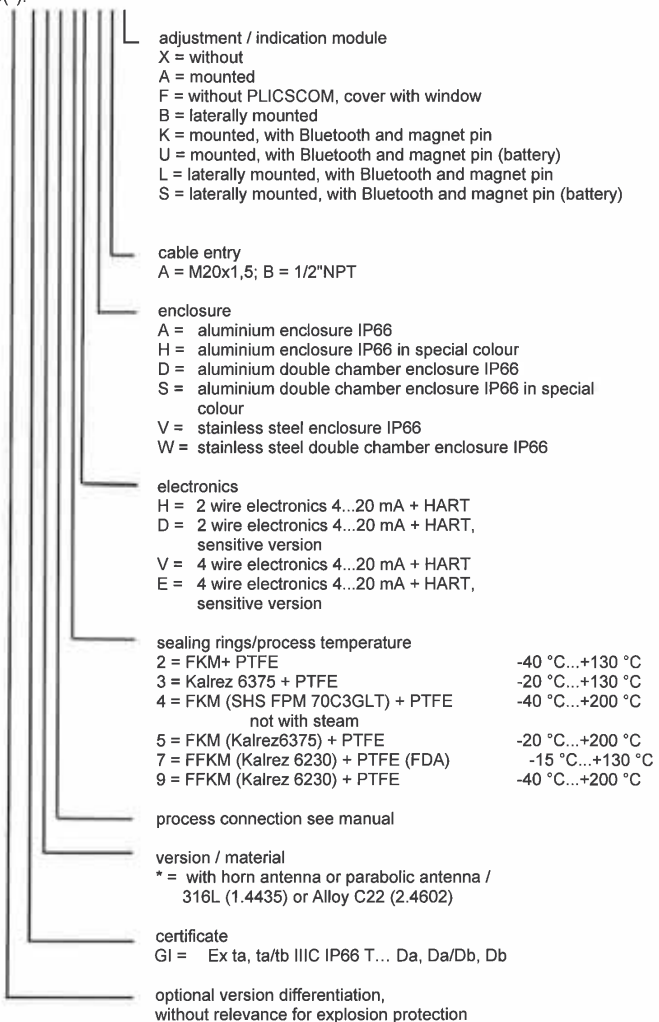 adjustment / indication module
X = without
A = mounted
F = without PLICSCOM, cover with window
B = laterally mounted
K = mounted, with Bluetooth and magnet pin
U = mounted, with Bluetooth and magnet pin (battery)
L = laterally mounted, with Bluetooth and magnet pin
S = laterally mounted, with Bluetooth and magnet pin (battery)
cable entry
A = M20x1,5; B = 1/2"NPT
enclosure
A = aluminium enclosure IP66
H = aluminium enclosure IP66 in special colour
D = aluminium double chamber enclosure IP66
S = aluminium double chamber enclosure IP66 in special
colour
V = stainless steel enclosure IP66
W = stainless steel double chamber enclosure IP66
electronics
H = 2 wire electronics 4...20 mA + HART
D = 2 wire electronics 4...20 mA + HART,
sensitive version
V = 4 wire electronics 4...20 mA + HART
E = 4 wire electronics 4...20 mA + HART,
sensitive version
sealing rings/process temperature
2 = FKM+ PTFE -40 °C...+130 °C
3 = Kalrez 6375 + PTFE -20 °C...+130 °C
4 = FKM (SHS FPM 70C3GLT) + PTFE -40 °C...+200 °C
not with steam
5 = FKM (Kalrez6375) + PTFE -20 °C...+200 °C
7 = FFKM (Kalrez 6230) + PTFE (FDA) -15 °C...+130 °C
9 = FFKM (Kalrez 6230) + PTFE -40 °C...+200 °C
process connection see manual
version / material
* = with horn antenna or parabolic antenna /
316L (1.4435) or Alloy C22 (2.4602)
certificate
GI = Ex ta, ta/tb IIIC IP66 T... Da, Da/Db, Db
optional version differentiation,
without relevance for explosion protection